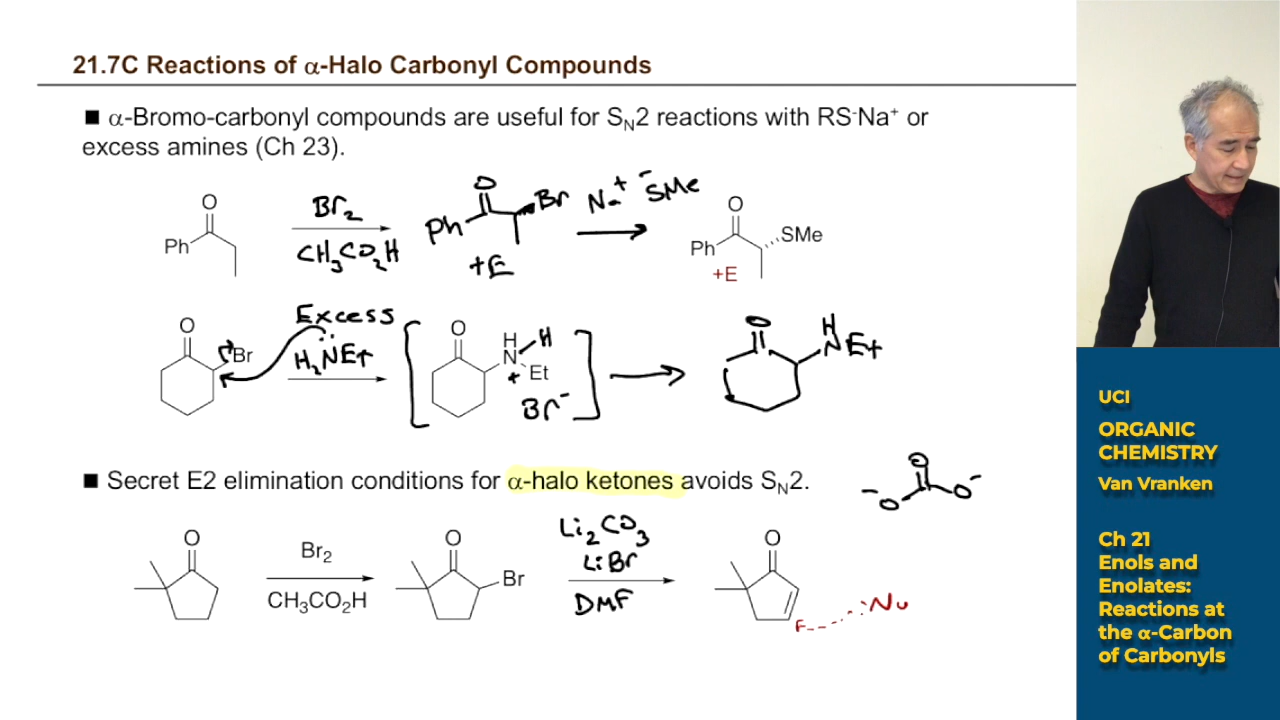 21.7C Reactions of α-Halo Carbonyl Compounds
■ α-Bromo-carbonyl compounds are useful for SN2 reactions with RS-Na+ or
excess amines (Ch 23).
O
Ph
Br2
CH3CO2H
O
Ph
Br
+E
Na+ -SMe
O
Ph
SMe
+E
O
Br
Excess
H2NEt
O
H
H
N
+
Et
Br-
O
H
NEt
■ Secret E2 elimination conditions for α-halo ketones avoids SN2.
O
-O
O-
O
Br2
CH3CO2H
O
Br
Li2CO3
LiBr
DMF
O
:Nu
UCI
ORGANIC
CHEMISTRY
Van Vranken
Ch 21
Enols and
Enolates:
Reactions at
the α-Carbon
of Carbonyls